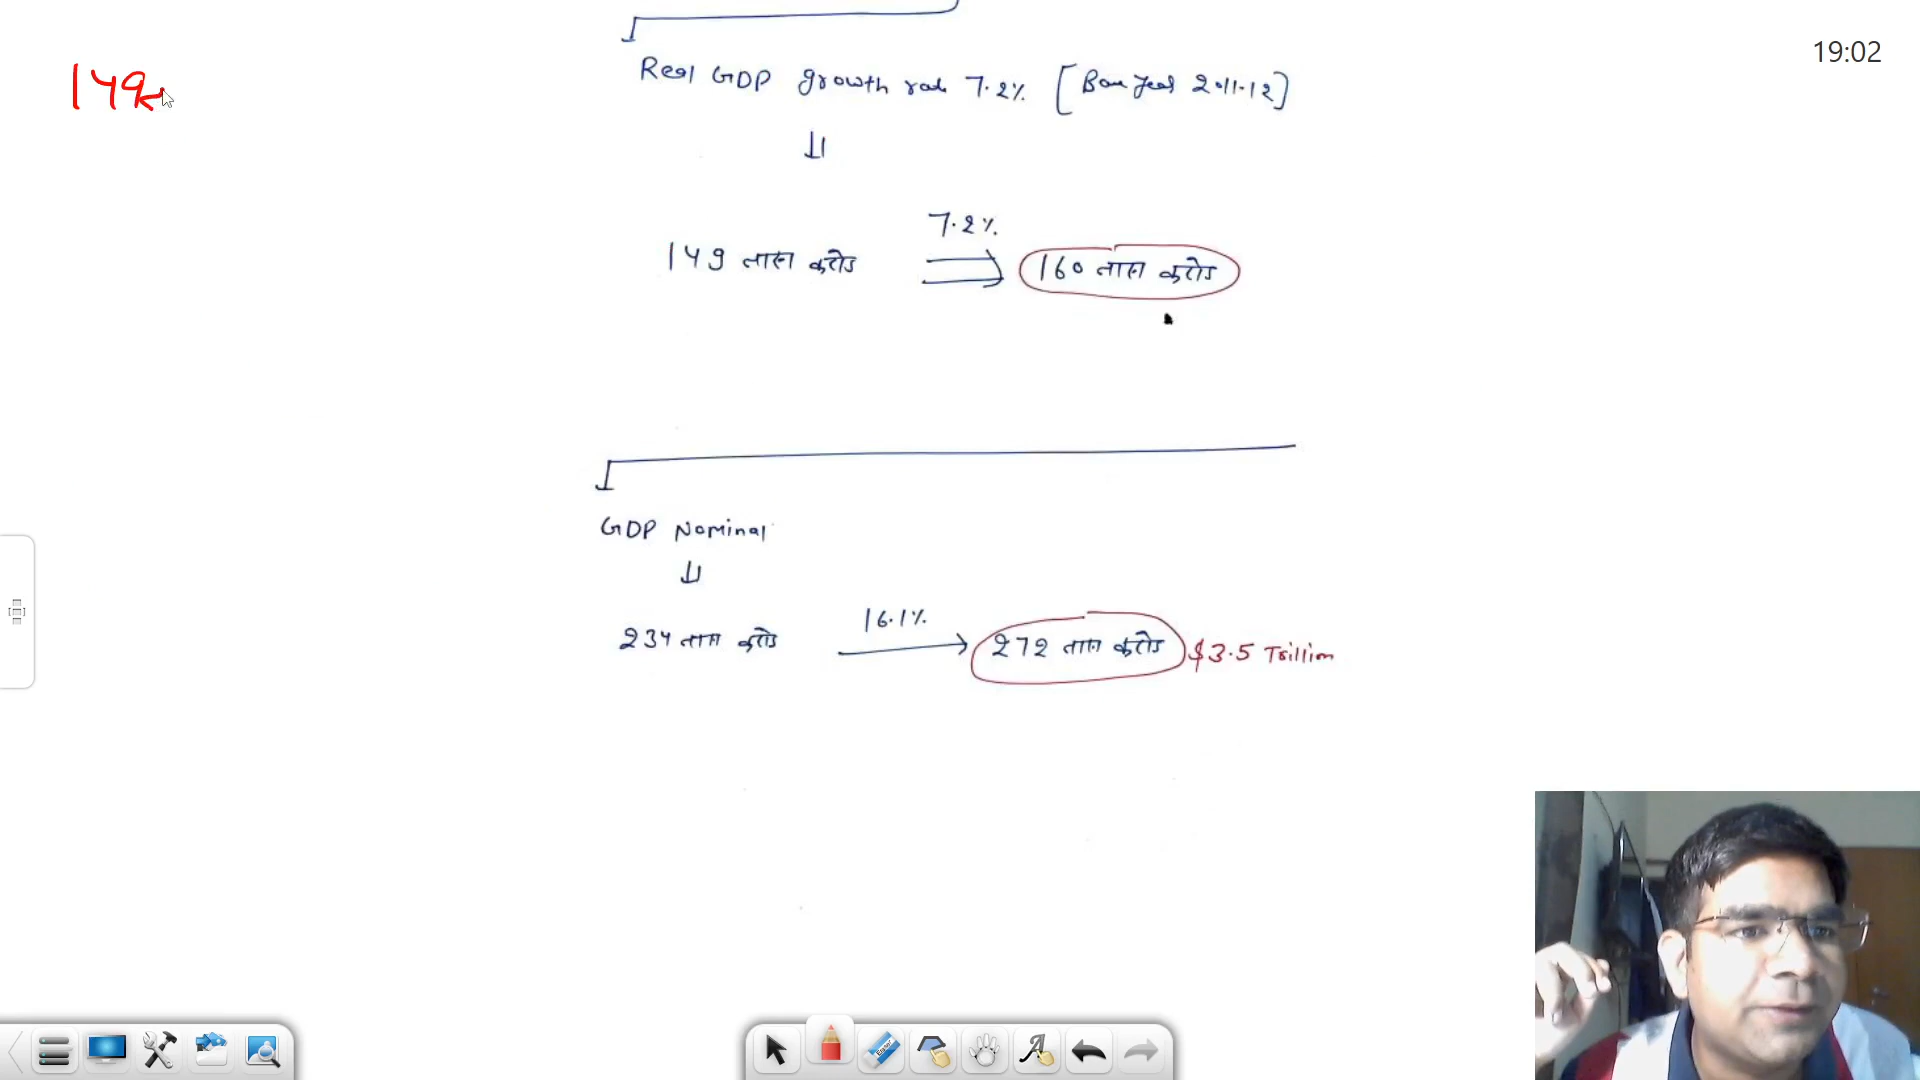 19:02
149
Real GDP growth rate 7.2% [Base Year 2011-12]
7.2%
149 लाख करोड़
160 लाख करोड़
GDP Nominal
16.1%
234 लाख करोड़
272 लाख करोड़ $3.5 Trillion